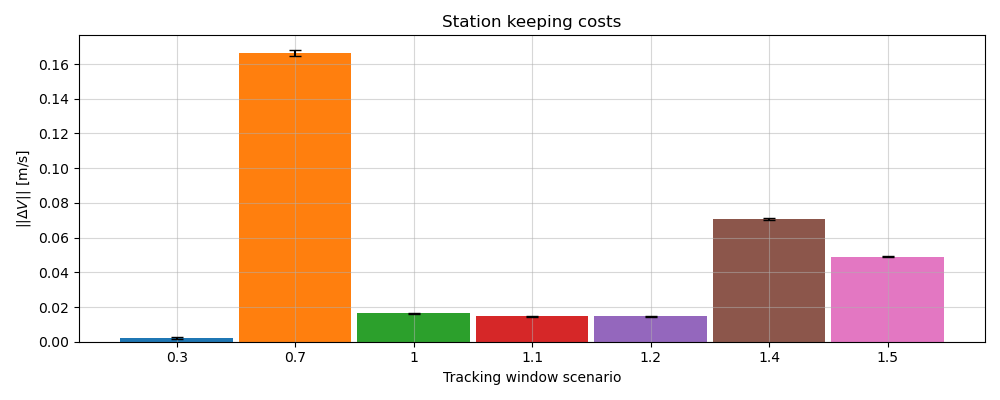 Station keeping costs
||ΔV|| [m/s]
0.16
0.14
0.12
0.10
0.08
0.06
0.04
0.02
0.00
0.3 0.7 1 1.1 1.2 1.4 1.5
Tracking window scenario